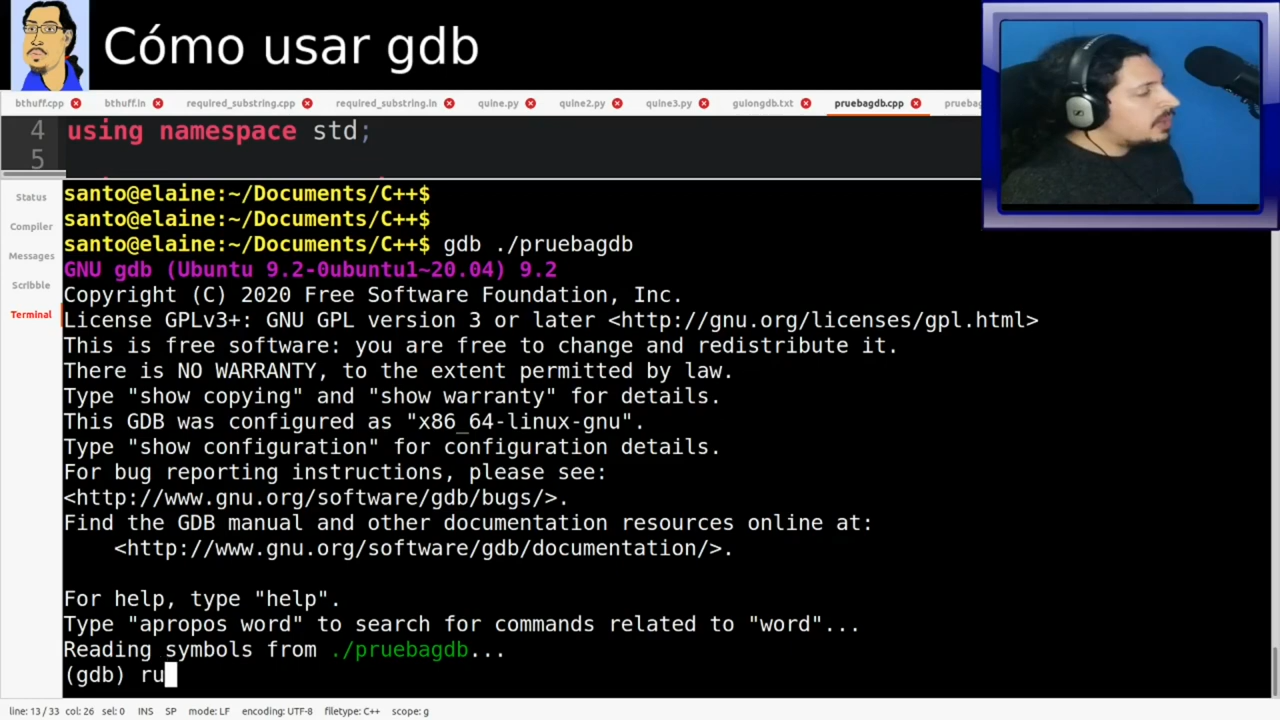 Cómo usar gdb
bthuff.cpp bthuff.in required_substring.cpp required_substring.in quine.py quine2.py quine3.py guiongdb.txt pruebagdb.cpp pruebag
4 using namespace std;
5
Status
Compiler
Messages
Scribble
Terminal
santo@elaine:~/Documents/C++$
santo@elaine:~/Documents/C++$
santo@elaine:~/Documents/C++$ gdb ./pruebagdb
GNU gdb (Ubuntu 9.2-0ubuntu1~20.04) 9.2
Copyright (C) 2020 Free Software Foundation, Inc.
License GPLv3+: GNU GPL version 3 or later <http://gnu.org/licenses/gpl.html>
This is free software: you are free to change and redistribute it.
There is NO WARRANTY, to the extent permitted by law.
Type "show copying" and "show warranty" for details.
This GDB was configured as "x86_64-linux-gnu".
Type "show configuration" for configuration details.
For bug reporting instructions, please see:
<http://www.gnu.org/software/gdb/bugs/>.
Find the GDB manual and other documentation resources online at:
    <http://www.gnu.org/software/gdb/documentation/>.
For help, type "help".
Type "apropos word" to search for commands related to "word"...
Reading symbols from ./pruebagdb...
(gdb) ru
line: 13 / 33 col: 26 sel: 0 INS SP mode: LF encoding: UTF-8 filetype: C++ scope: g